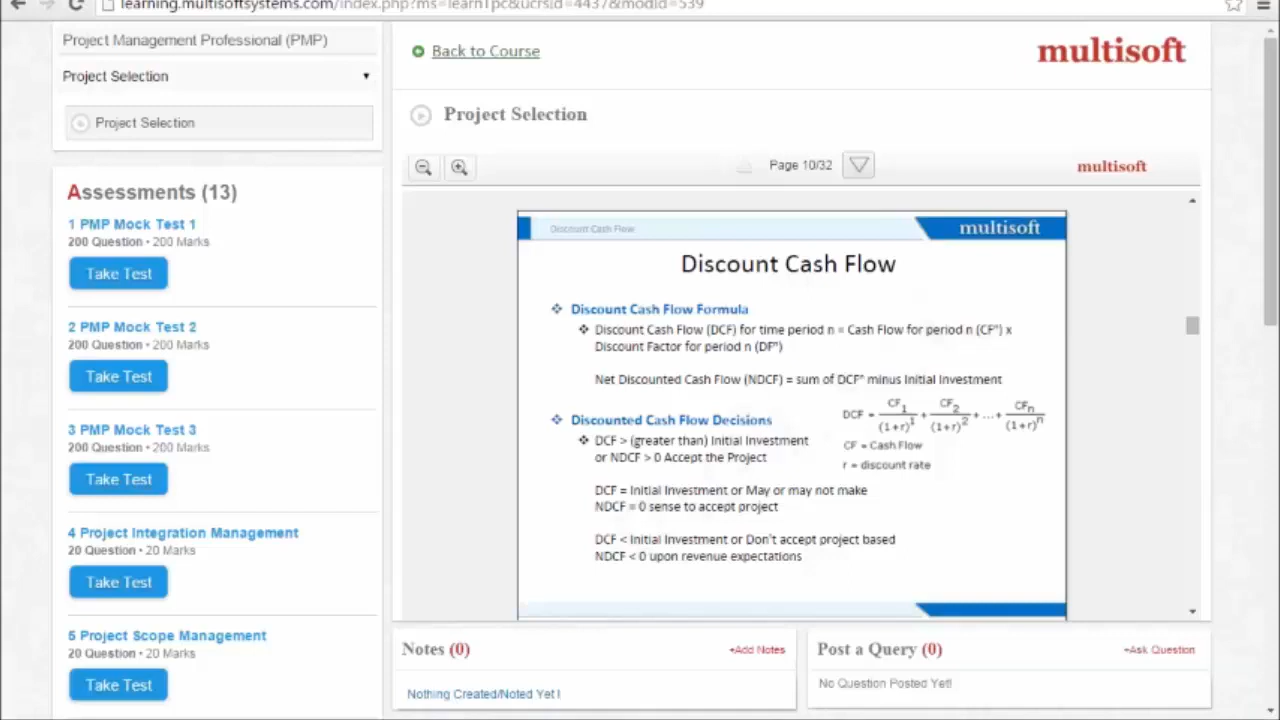 learning.multisoftsystems.com/index.php?ms=learn1pc&ucrsid=4437&modid=539
Project Management Professional (PMP)
Project Selection
Project Selection
Assessments (13)
1 PMP Mock Test 1
200 Question • 200 Marks
Take Test
2 PMP Mock Test 2
200 Question • 200 Marks
Take Test
3 PMP Mock Test 3
200 Question • 200 Marks
Take Test
4 Project Integration Management
20 Question • 20 Marks
Take Test
5 Project Scope Management
20 Question • 20 Marks
Take Test
Back to Course
multisoft
Project Selection
Page 10/32
multisoft
Discount Cash Flow
multisoft
Discount Cash Flow
Discount Cash Flow Formula
Discount Cash Flow (DCF) for time period n = Cash Flow for period n (CFⁿ) x
Discount Factor for period n (DFⁿ)
Net Discounted Cash Flow (NDCF) = sum of DCFⁿ minus Initial Investment
Discounted Cash Flow Decisions
DCF > (greater than) Initial Investment
or NDCF > 0 Accept the Project
DCF = Initial Investment or May or may not make
NDCF = 0 sense to accept project
DCF < Initial Investment or Don't accept project based
NDCF < 0 upon revenue expectations
DCF = CF₁/(1+r)¹ + CF₂/(1+r)² + ... + CFₙ/(1+r)ⁿ
CF = Cash Flow
r = discount rate
Notes (0)
+Add Notes
Nothing Created/Noted Yet !
Post a Query (0)
+Ask Question
No Question Posted Yet!